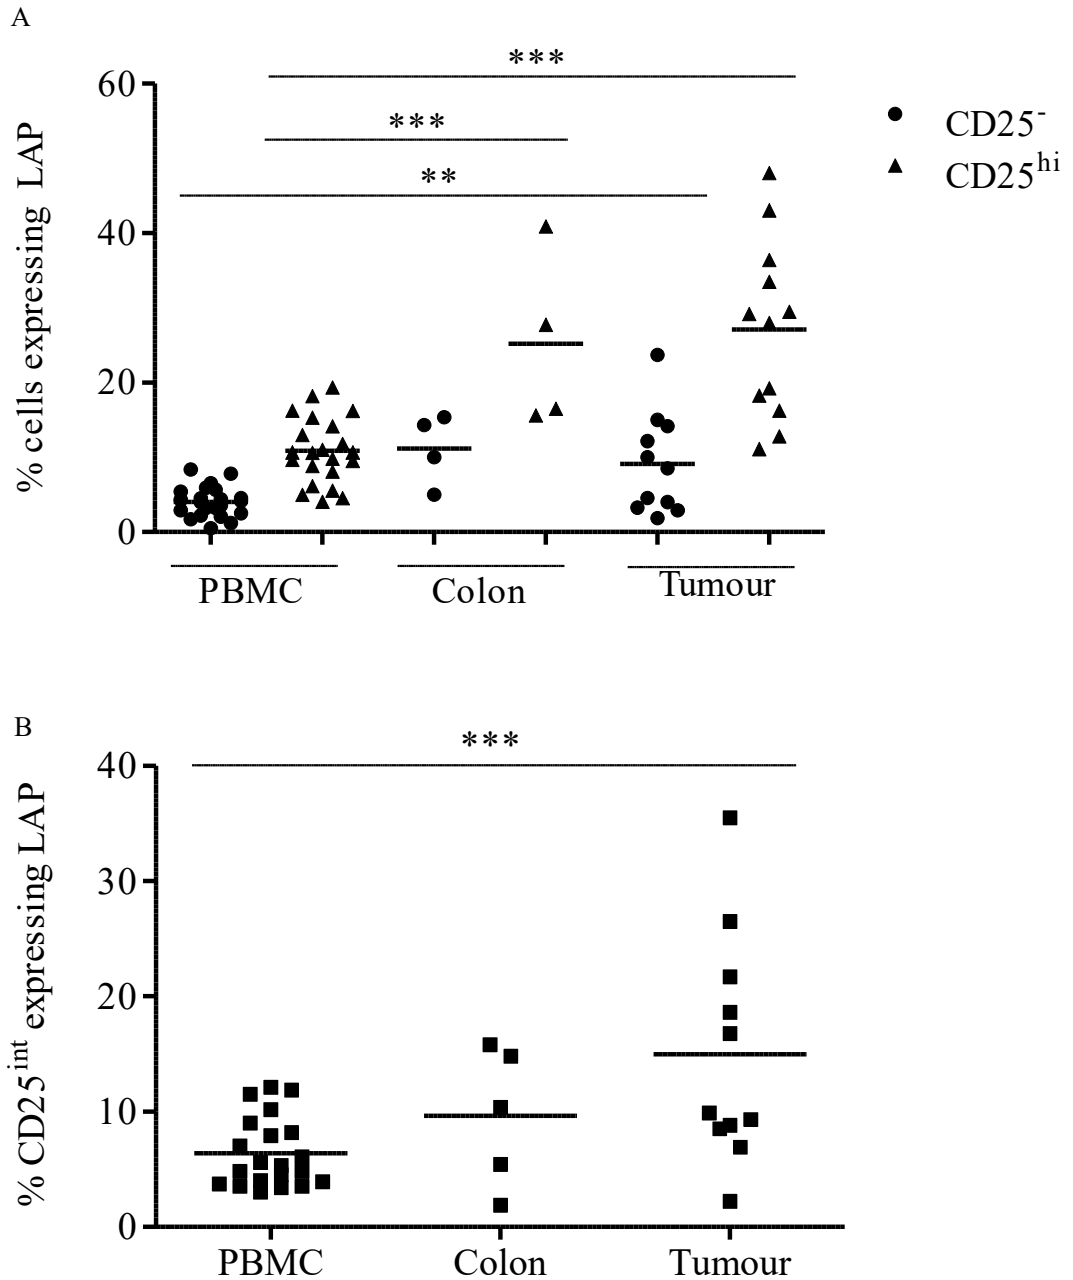 A
***
60
CD25-
***
CD25hi
**
% cells expressing LAP
40
20
0
PBMC Colon Tumour
B
***
40
% CD25int expressing LAP
30
20
10
0
PBMC Colon Tumour